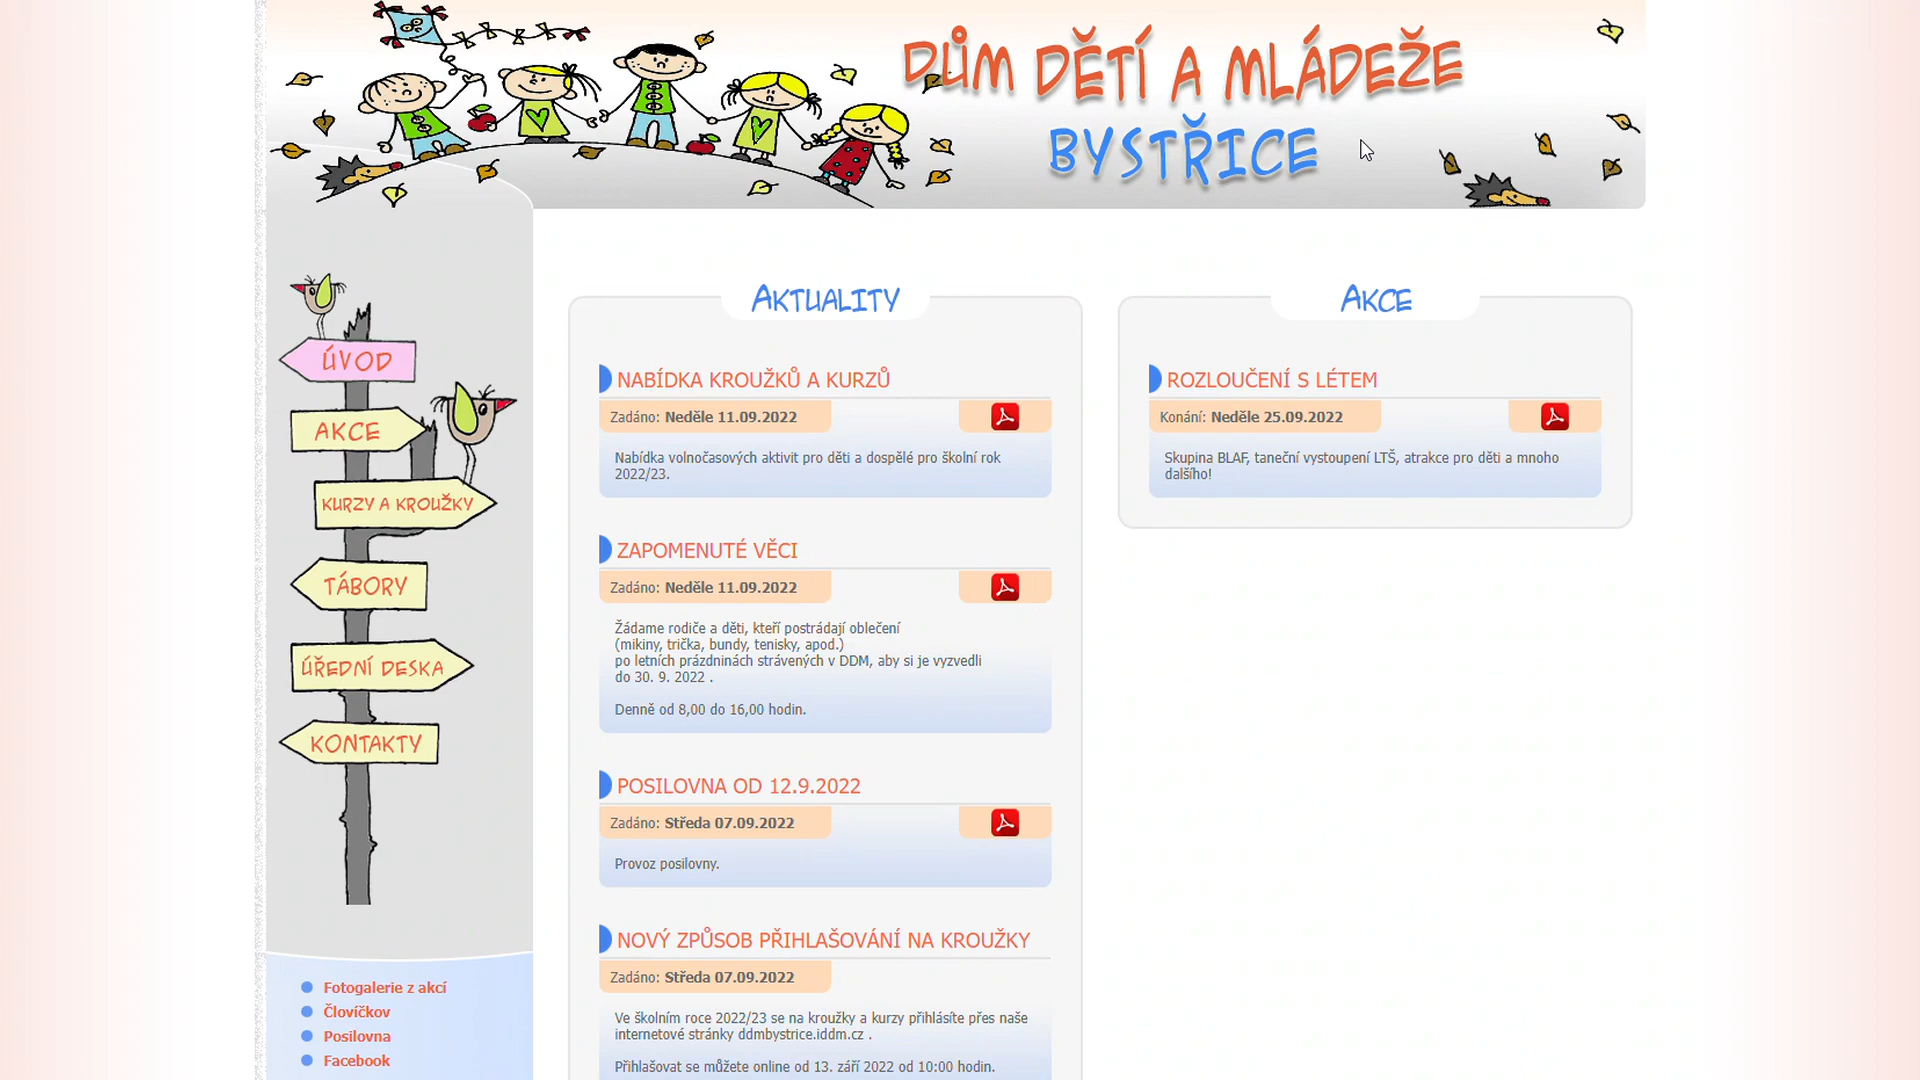 DŮM DĚTÍ A MLÁDEŽE
BYSTŘICE
ÚVOD
AKCE
KURZY A KROUŽKY
TÁBORY
ÚŘEDNÍ DESKA
KONTAKTY
Fotogalerie z akcí
Človíčkov
Posilovna
Facebook
AKTUALITY
NABÍDKA KROUŽKŮ A KURZŮ
Zadáno: Neděle 11.09.2022
Nabídka volnočasových aktivit pro děti a dospělé pro školní rok
2022/23.
ZAPOMENUTÉ VĚCI
Zadáno: Neděle 11.09.2022
Žádame rodiče a děti, kteří postrádají oblečení
(mikiny, trička, bundy, tenisky, apod.)
po letních prázdninách strávených v DDM, aby si je vyzvedli
do 30. 9. 2022 .
Denně od 8,00 do 16,00 hodin.
POSILOVNA OD 12.9.2022
Zadáno: Středa 07.09.2022
Provoz posilovny.
NOVÝ ZPŮSOB PŘIHLAŠOVÁNÍ NA KROUŽKY
Zadáno: Středa 07.09.2022
Ve školním roce 2022/23 se na kroužky a kurzy přihlásíte přes naše
internetové stránky ddmbystrice.iddm.cz .
Přihlašovat se můžete online od 13. září 2022 od 10:00 hodin.
AKCE
ROZLOUČENÍ S LÉTEM
Konání: Neděle 25.09.2022
Skupina BLAF, taneční vystoupení LTŠ, atrakce pro děti a mnoho
dalšího!